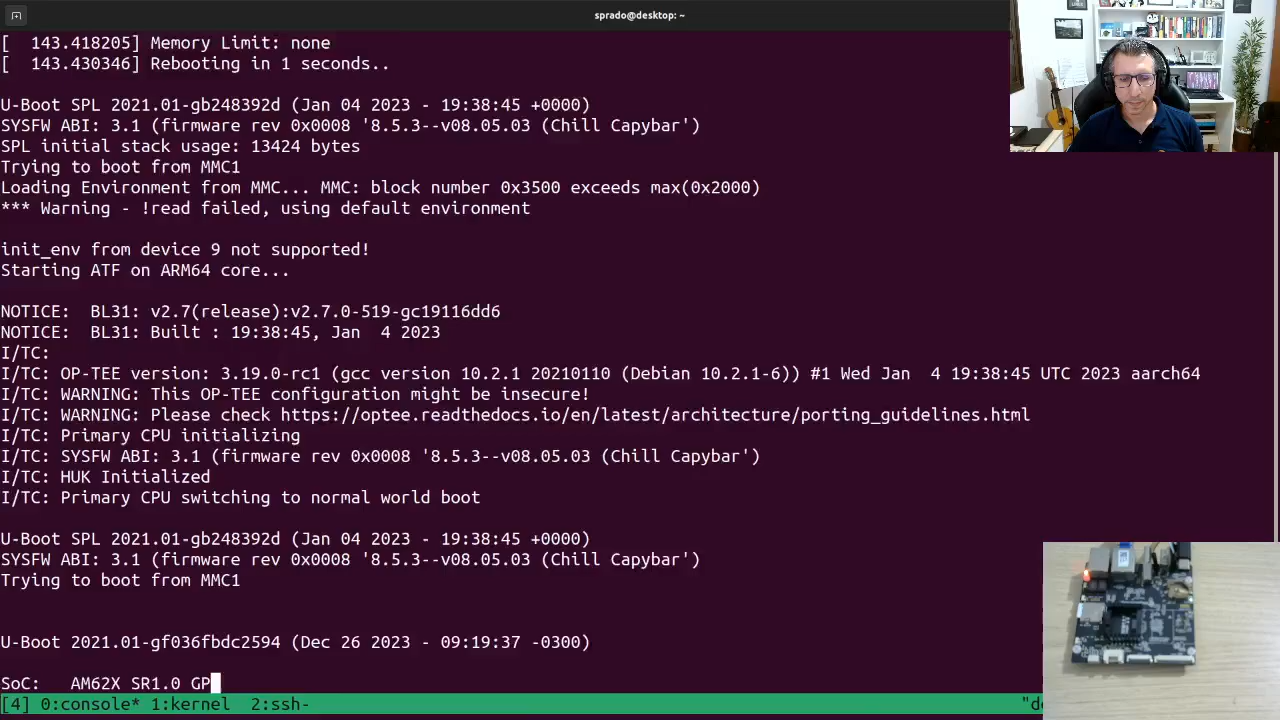 sprado@desktop: ~
[  143.418205] Memory Limit: none
[  143.430346] Rebooting in 1 seconds..
U-Boot SPL 2021.01-gb248392d (Jan 04 2023 - 19:38:45 +0000)
SYSFW ABI: 3.1 (firmware rev 0x0008 '8.5.3--v08.05.03 (Chill Capybar')
SPL initial stack usage: 13424 bytes
Trying to boot from MMC1
Loading Environment from MMC... MMC: block number 0x3500 exceeds max(0x2000)
*** Warning - !read failed, using default environment
init_env from device 9 not supported!
Starting ATF on ARM64 core...
NOTICE:  BL31: v2.7(release):v2.7.0-519-gc19116dd6
NOTICE:  BL31: Built : 19:38:45, Jan  4 2023
I/TC:
I/TC: OP-TEE version: 3.19.0-rc1 (gcc version 10.2.1 20210110 (Debian 10.2.1-6)) #1 Wed Jan  4 19:38:45 UTC 2023 aarch64
I/TC: WARNING: This OP-TEE configuration might be insecure!
I/TC: WARNING: Please check https://optee.readthedocs.io/en/latest/architecture/porting_guidelines.html
I/TC: Primary CPU initializing
I/TC: SYSFW ABI: 3.1 (firmware rev 0x0008 '8.5.3--v08.05.03 (Chill Capybar')
I/TC: HUK Initialized
I/TC: Primary CPU switching to normal world boot
U-Boot SPL 2021.01-gb248392d (Jan 04 2023 - 19:38:45 +0000)
SYSFW ABI: 3.1 (firmware rev 0x0008 '8.5.3--v08.05.03 (Chill Capybar')
Trying to boot from MMC1
U-Boot 2021.01-gf036fbdc2594 (Dec 26 2023 - 09:19:37 -0300)
SoC:   AM62X SR1.0 GP
[4] 0:console* 1:kernel  2:ssh-